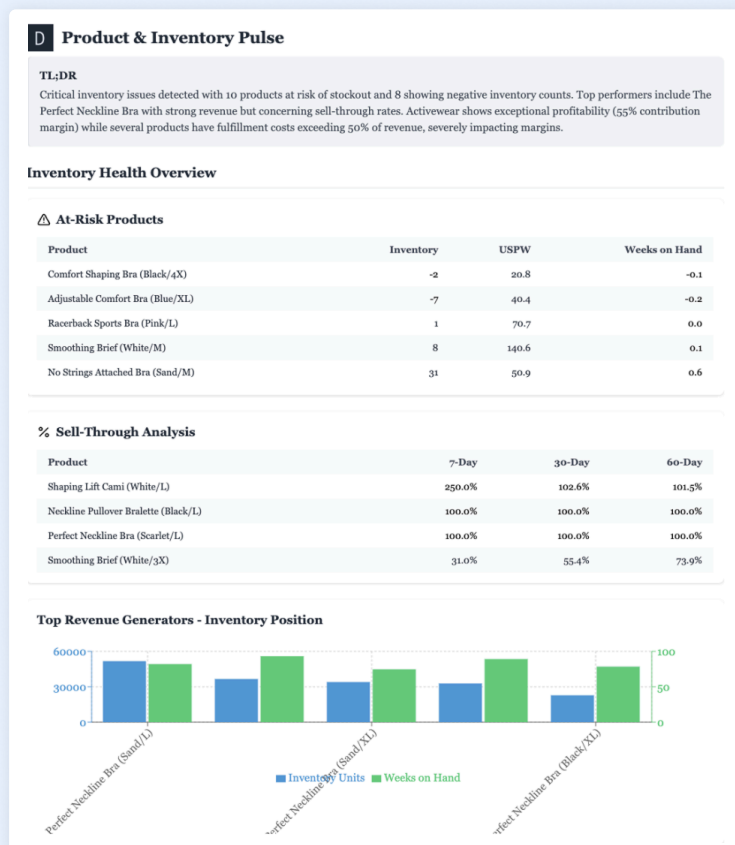 D Product & Inventory Pulse
TL;DR
Critical inventory issues detected with 10 products at risk of stockout and 8 showing negative inventory counts. Top performers include The
Perfect Neckline Bra with strong revenue but concerning sell-through rates. Activewear shows exceptional profitability (55% contribution
margin) while several products have fulfillment costs exceeding 50% of revenue, severely impacting margins.
Inventory Health Overview
At-Risk Products
Product Inventory USPW Weeks on Hand
Comfort Shaping Bra (Black/4X) -2 20.8 -0.1
Adjustable Comfort Bra (Blue/XL) -7 40.4 -0.2
Racerback Sports Bra (Pink/L) 1 70.7 0.0
Smoothing Brief (White/M) 8 140.6 0.1
No Strings Attached Bra (Sand/M) 31 50.9 0.6
% Sell-Through Analysis
Product 7-Day 30-Day 60-Day
Shaping Lift Cami (White/L) 250.0% 102.6% 101.5%
Neckline Pullover Bralette (Black/L) 100.0% 100.0% 100.0%
Perfect Neckline Bra (Scarlet/L) 100.0% 100.0% 100.0%
Smoothing Brief (White/3X) 31.0% 55.4% 73.9%
Top Revenue Generators - Inventory Position
60000 100
30000 50
0 0
Perfect Neckline Bra (Sand/L)
erfect Neckline Bra (Sand/XL)
erfect Neckline Bra (Black/XL)
Inventory Units Weeks on Hand